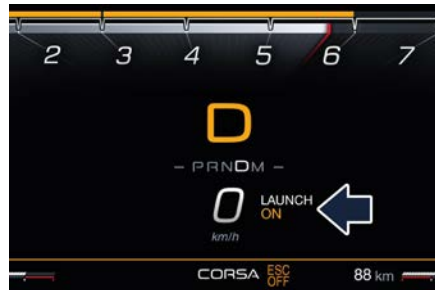 2 3 4 5 6 7
D
- PRNDM -
0 LAUNCH
ON
km/h
CORSA ESC OFF 88 km